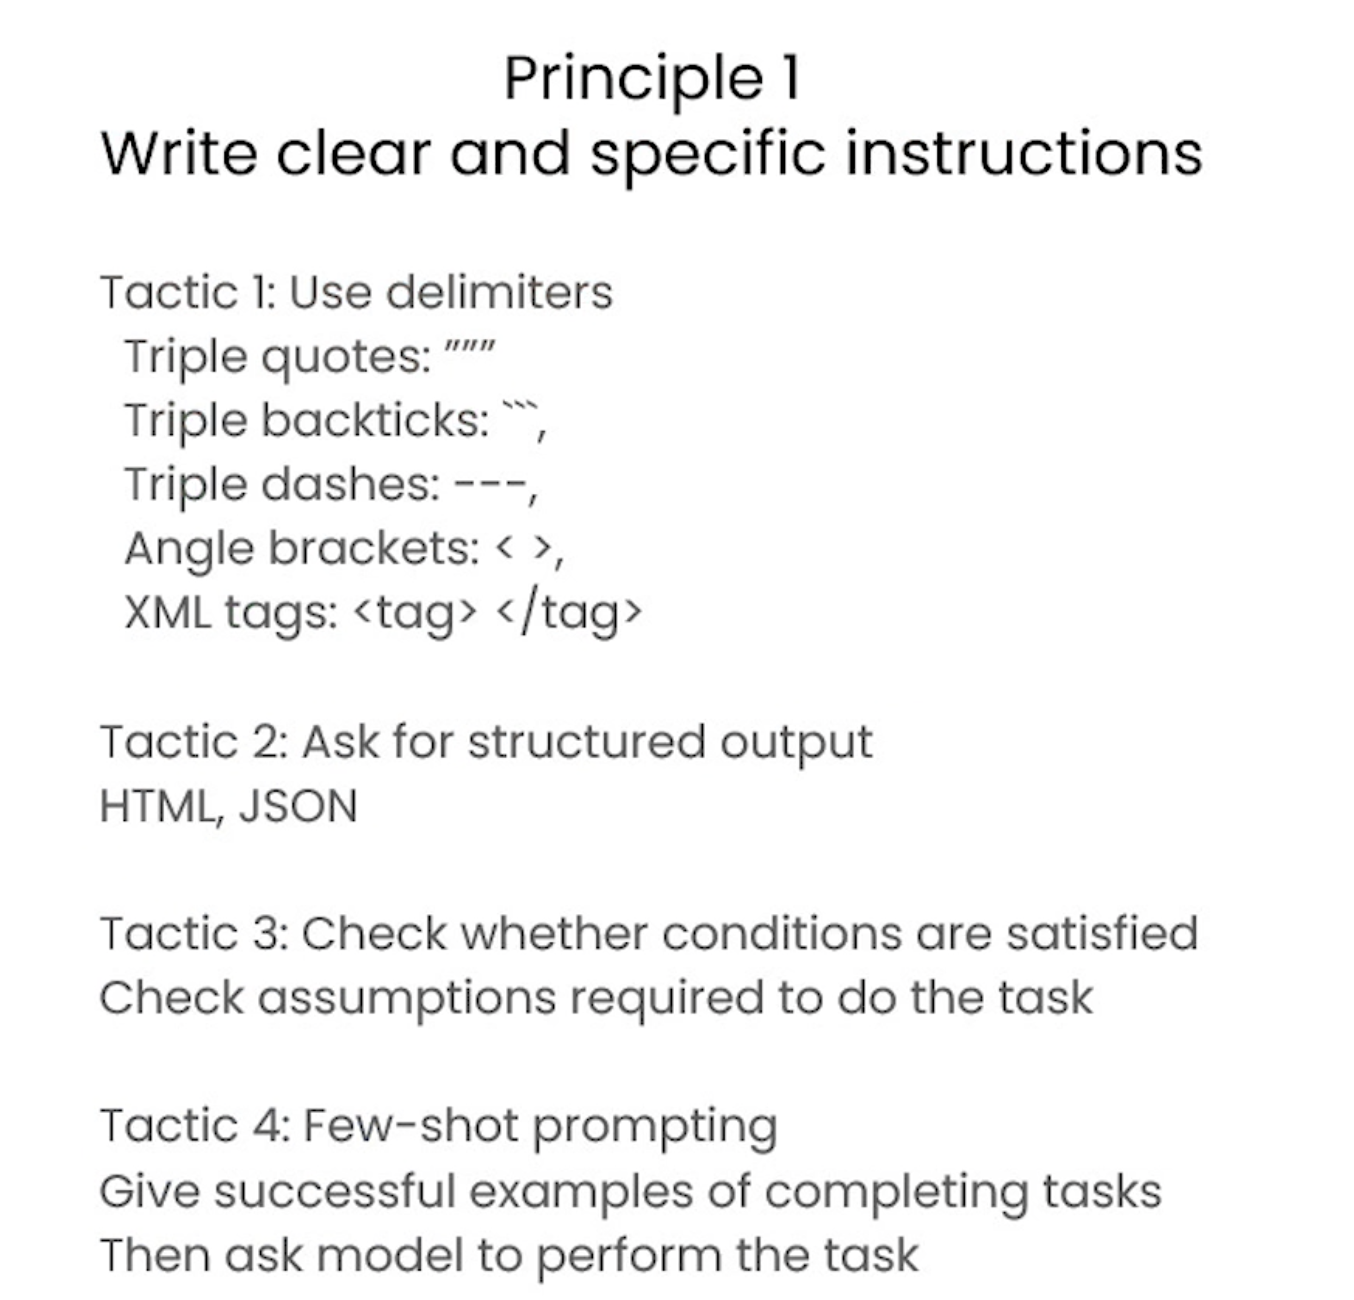 Principle 1
Write clear and specific instructions
Tactic 1: Use delimiters
Triple quotes: """
Triple backticks: ```,
Triple dashes: ---,
Angle brackets: < >,
XML tags: <tag> </tag>
Tactic 2: Ask for structured output
HTML, JSON
Tactic 3: Check whether conditions are satisfied
Check assumptions required to do the task
Tactic 4: Few-shot prompting
Give successful examples of completing tasks
Then ask model to perform the task